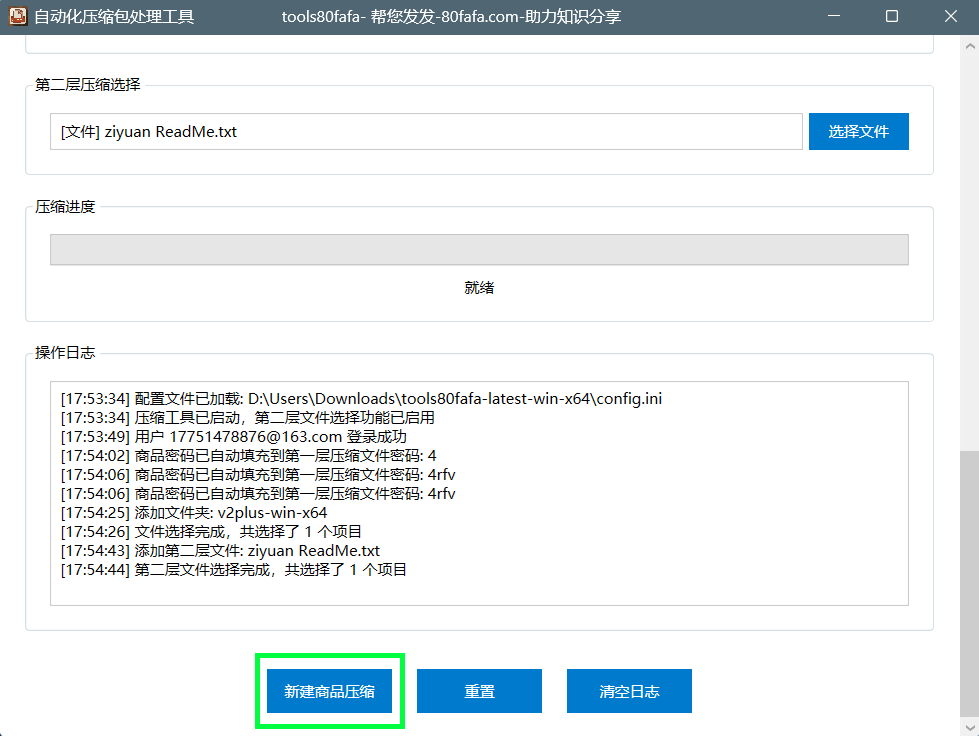 自动化压缩包处理工具 tools80fafa- 帮您发发-80fafa.com-助力知识分享
第二层压缩选择
[文件] ziyuan ReadMe.txt 选择文件
压缩进度
就绪
操作日志
[17:53:34] 配置文件已加载: D:\Users\Downloads\tools80fafa-latest-win-x64\config.ini
[17:53:34] 压缩工具已启动，第二层文件选择功能已启用
[17:53:49] 用户 17751478876@163.com 登录成功
[17:54:02] 商品密码已自动填充到第一层压缩文件密码: 4
[17:54:06] 商品密码已自动填充到第一层压缩文件密码: 4rfv
[17:54:06] 商品密码已自动填充到第一层压缩文件密码: 4rfv
[17:54:25] 添加文件夹: v2plus-win-x64
[17:54:26] 文件选择完成，共选择了 1 个项目
[17:54:43] 添加第二层文件: ziyuan ReadMe.txt
[17:54:44] 第二层文件选择完成，共选择了 1 个项目
新建商品压缩 重置 清空日志